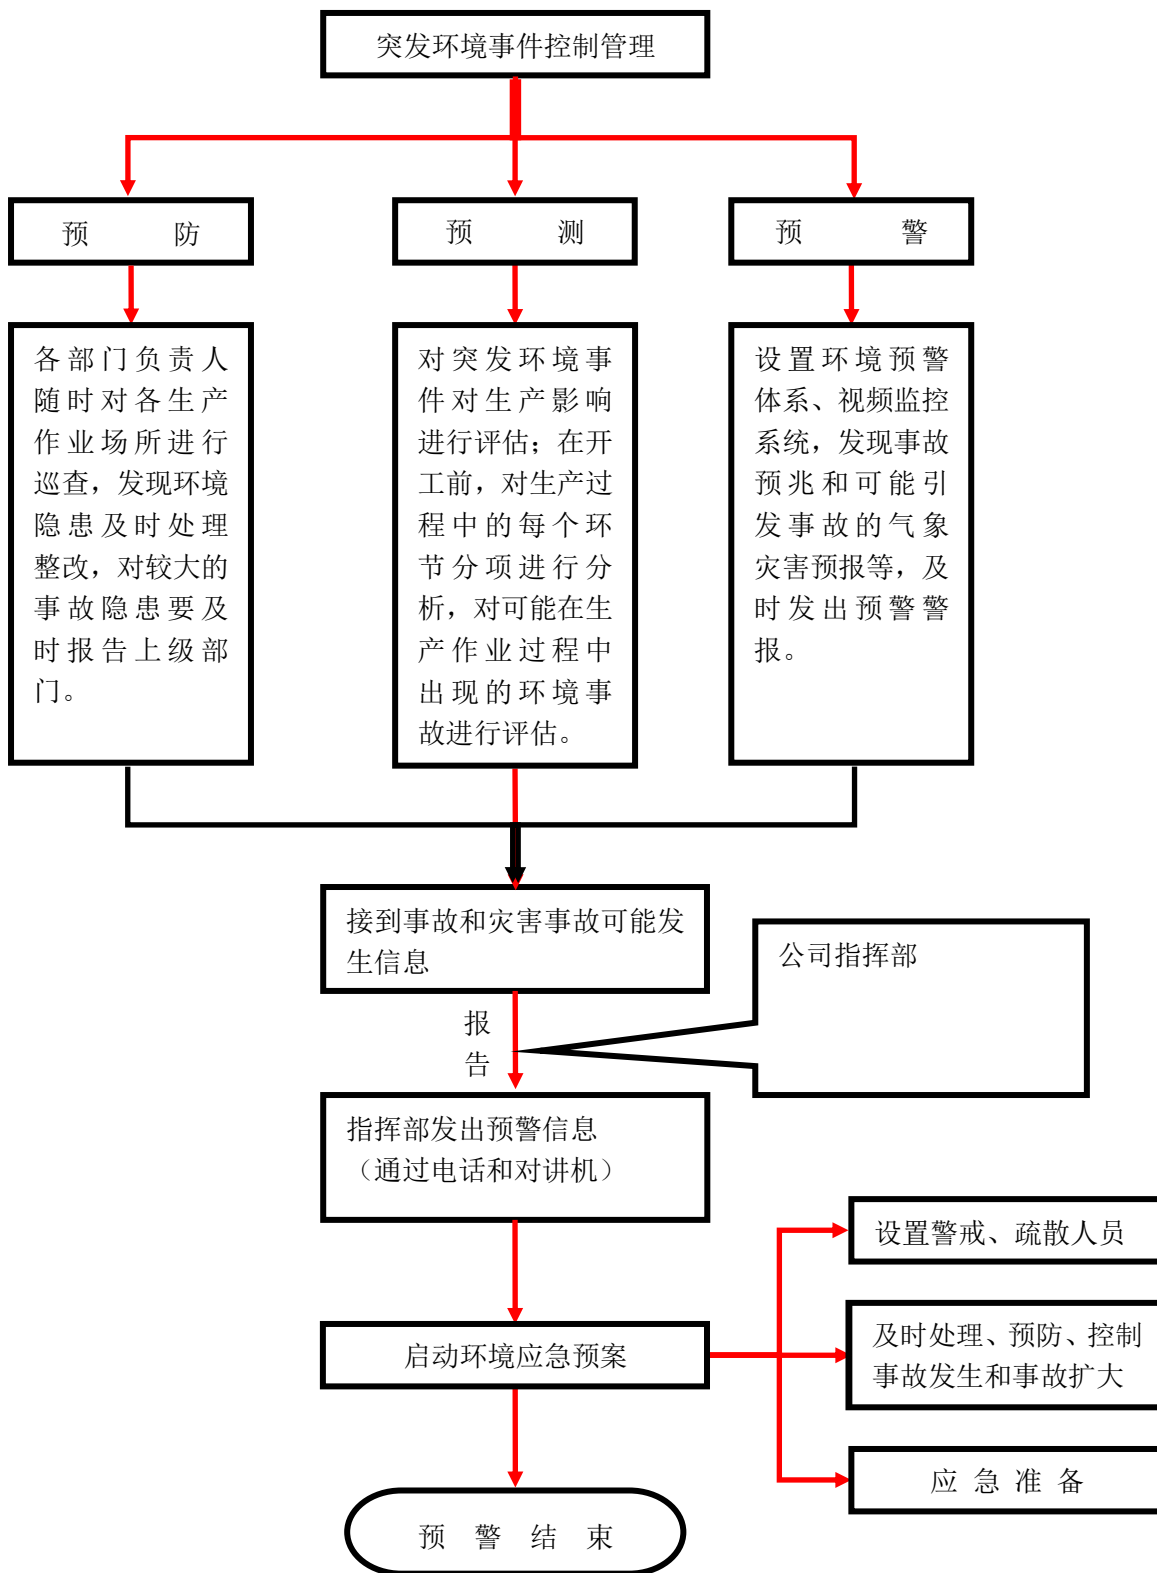 突发环境事件控制管理
预 防
预 测
预 警
各部门负责人
随时对各生产
作业场所进行
巡查，发现环境
隐患及时处理
整改，对较大的
事故隐患要及
时报告上级部
门。
对突发环境事
件对生产影响
进行评估；在开
工前，对生产过
程中的每个环
节分项进行分
析，对可能在生
产作业过程中
出现的环境事
故进行评估。
设置环境预警
体系、视频监控
系统，发现事故
预兆和可能引
发事故的气象
灾害预报等，及
时发出预警警
报。
接到事故和灾害事故可能发
生信息
公司指挥部
报
告
指挥部发出预警信息
（通过电话和对讲机）
设置警戒、疏散人员
及时处理、预防、控制
事故发生和事故扩大
启动环境应急预案
应 急 准 备
预 警 结 束